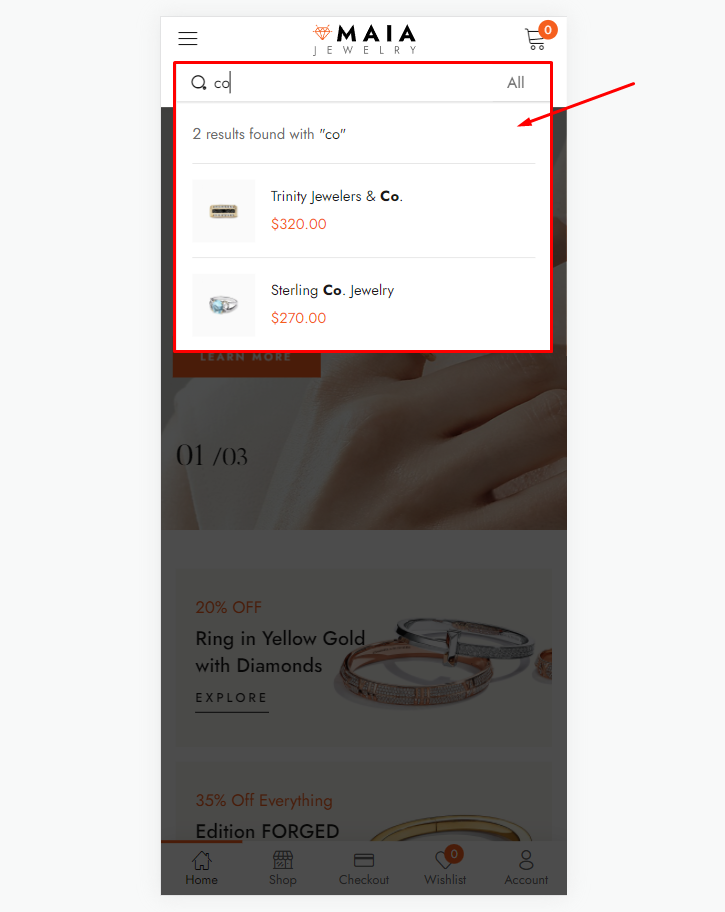 MAIA
JEWELRY
0
co
All
2 results found with "co"
Trinity Jewelers & Co.
$320.00
Sterling Co. Jewelry
$270.00
LEARN MORE
01 /03
20% OFF
Ring in Yellow Gold
with Diamonds
EXPLORE
35% Off Everything
Edition FORGED
0
Home
Shop
Checkout
Wishlist
Account